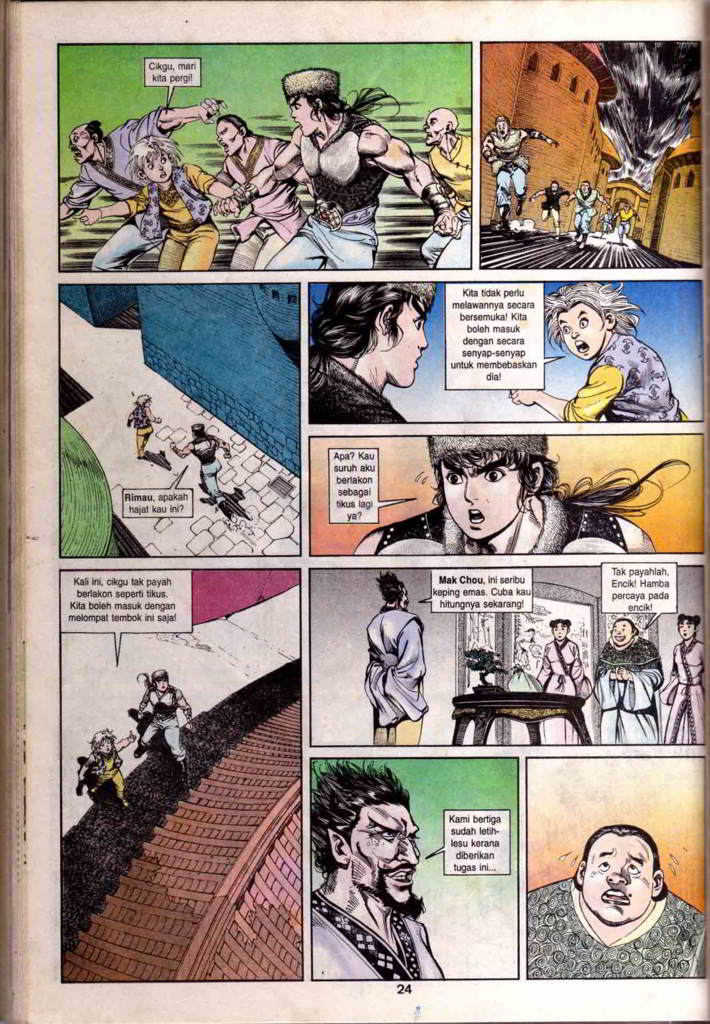 Cikgu, mari
kita pergi!
Rimau, apakah
hajat kau ini?
Kita tidak perlu
melawannya secara
bersemuka! Kita
boleh masuk
dengan secara
senyap-senyap
untuk membebaskan
dia!
Apa? Kau
suruh aku
berlakon
sebagai
tikus lagi
ya?
Kali ini, cikgu tak payah
berlakon seperti tikus.
Kita boleh masuk dengan
melompat tembok ini saja!
Mak Chou, ini seribu
keping emas. Cuba kau
hitungnya sekarang!
Tak payahlah,
Encik! Hamba
percaya pada
encik!
Kami bertiga
sudah letih-
lesu kerana
diberikan
tugas ini...
24